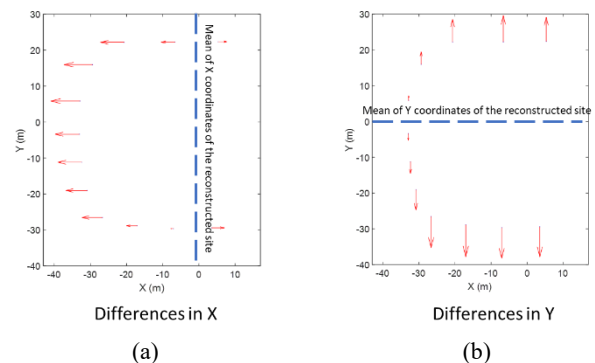 30
20
10
0
-10
-20
-30
-40
Y (m)
-40
-30
-20
-10
0
10
X (m)
Mean of X coordinates of the reconstructed site
Differences in X
(a)
30
20
10
0
-10
-20
-30
-40
Y (m)
-40
-30
-20
-10
0
10
X (m)
Mean of Y coordinates of the reconstructed site
Differences in Y
(b)